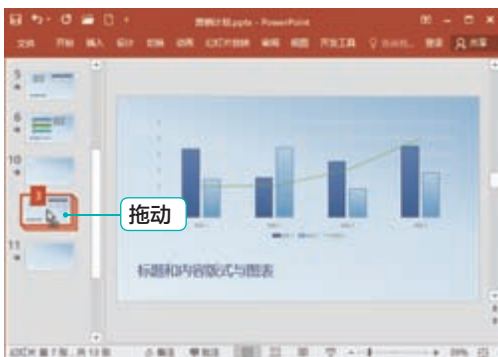 营销计划.pptx - PowerPoint
文件 开始 插入 设计 切换 动画 幻灯片放映 审阅 视图 开发工具 登录 共享
5
6
10
3
11
拖动
标题和内容版式与图表